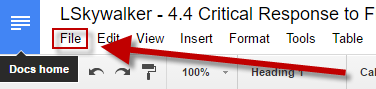 LSkywalker - 4.4 Critical Response to F
File Edit View Insert Format Tools Table
Docs home
100% Heading 1 Cal